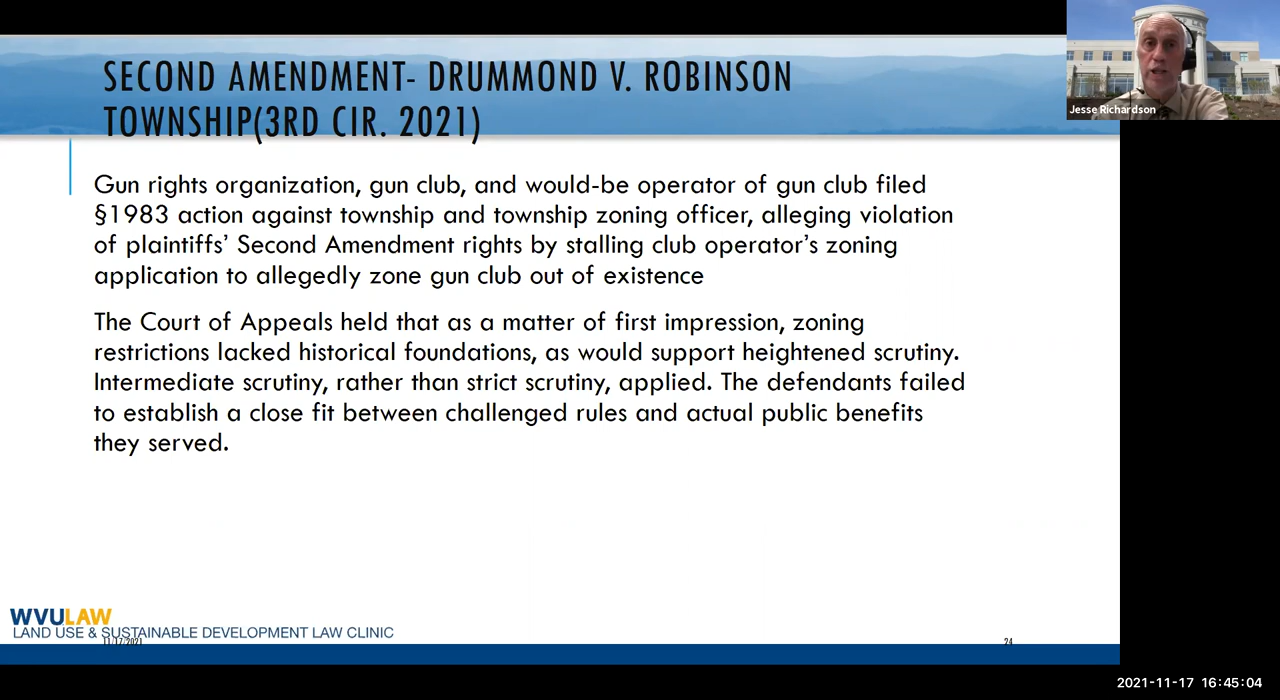 SECOND AMENDMENT- DRUMMOND V. ROBINSON
TOWNSHIP(3RD CIR. 2021)
Jesse Richardson
Gun rights organization, gun club, and would-be operator of gun club filed
§1983 action against township and township zoning officer, alleging violation
of plaintiffs’ Second Amendment rights by stalling club operator’s zoning
application to allegedly zone gun club out of existence
The Court of Appeals held that as a matter of first impression, zoning
restrictions lacked historical foundations, as would support heightened scrutiny.
Intermediate scrutiny, rather than strict scrutiny, applied. The defendants failed
to establish a close fit between challenged rules and actual public benefits
they served.
WVULAW
LAND USE & SUSTAINABLE DEVELOPMENT LAW CLINIC
11/17/2021
24
2021-11-17 16:45:04